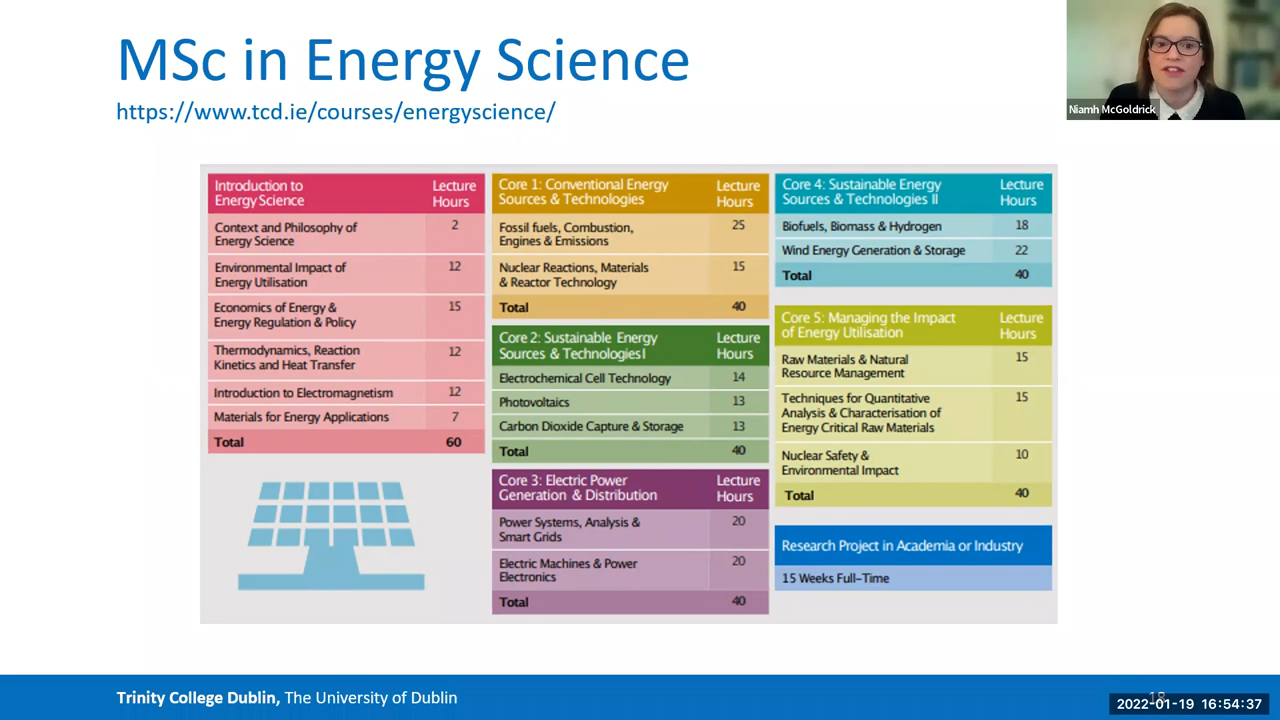 MSc in Energy Science
https://www.tcd.ie/courses/energyscience/
Niamh McGoldrick
Introduction to
Energy Science
Lecture
Hours
Context and Philosophy of
Energy Science
2
Environmental Impact of
Energy Utilisation
12
Economics of Energy &
Energy Regulation & Policy
15
Thermodynamics, Reaction
Kinetics and Heat Transfer
12
Introduction to Electromagnetism
12
Materials for Energy Applications
7
Total
60
Core 1: Conventional Energy
Sources & Technologies
Lecture
Hours
Fossil fuels, Combustion,
Engines & Emissions
25
Nuclear Reactions, Materials
& Reactor Technology
15
Total
40
Core 2: Sustainable Energy
Sources & Technologies I
Lecture
Hours
Electrochemical Cell Technology
14
Photovoltaics
13
Carbon Dioxide Capture & Storage
13
Total
40
Core 3: Electric Power
Generation & Distribution
Lecture
Hours
Power Systems, Analysis &
Smart Grids
20
Electric Machines & Power
Electronics
20
Total
40
Core 4: Sustainable Energy
Sources & Technologies II
Lecture
Hours
Biofuels, Biomass & Hydrogen
18
Wind Energy Generation & Storage
22
Total
40
Core 5: Managing the Impact
of Energy Utilisation
Lecture
Hours
Raw Materials & Natural
Resource Management
15
Techniques for Quantitative
Analysis & Characterisation of
Energy Critical Raw Materials
15
Nuclear Safety &
Environmental Impact
10
Total
40
Research Project in Academia or Industry
15 Weeks Full-Time
Trinity College Dublin, The University of Dublin
18
2022-01-19 16:54:37